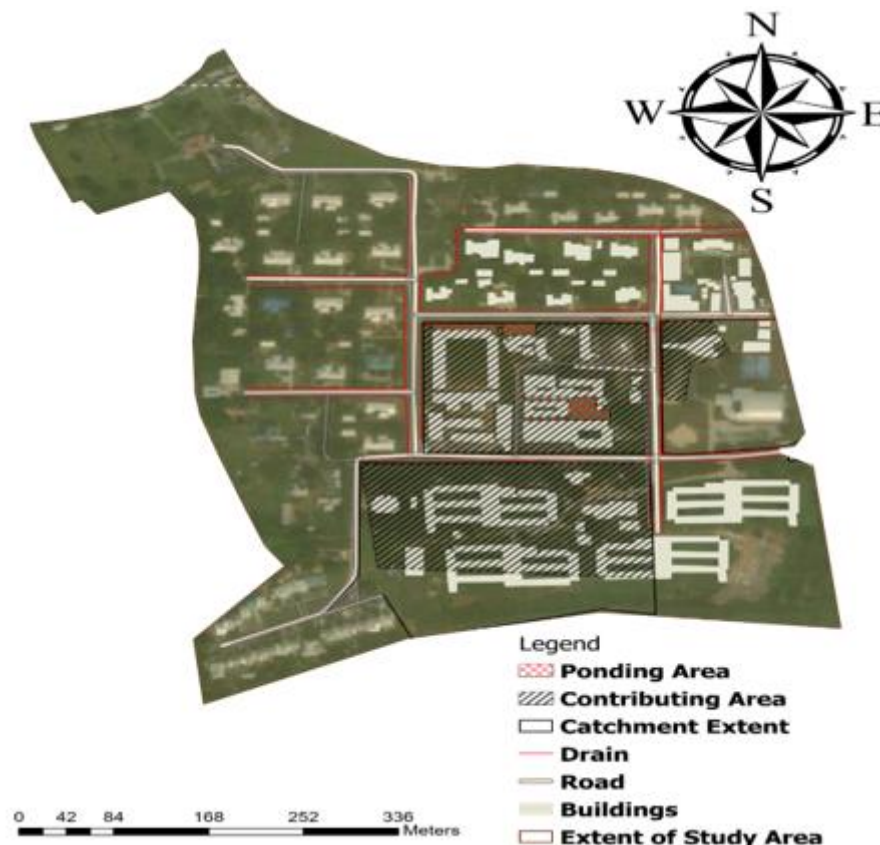 N
W E
S
Legend
Ponding Area
Contributing Area
Catchment Extent
Drain
Road
Buildings
Extent of Study Area
0 42 84 168 252 336
Meters